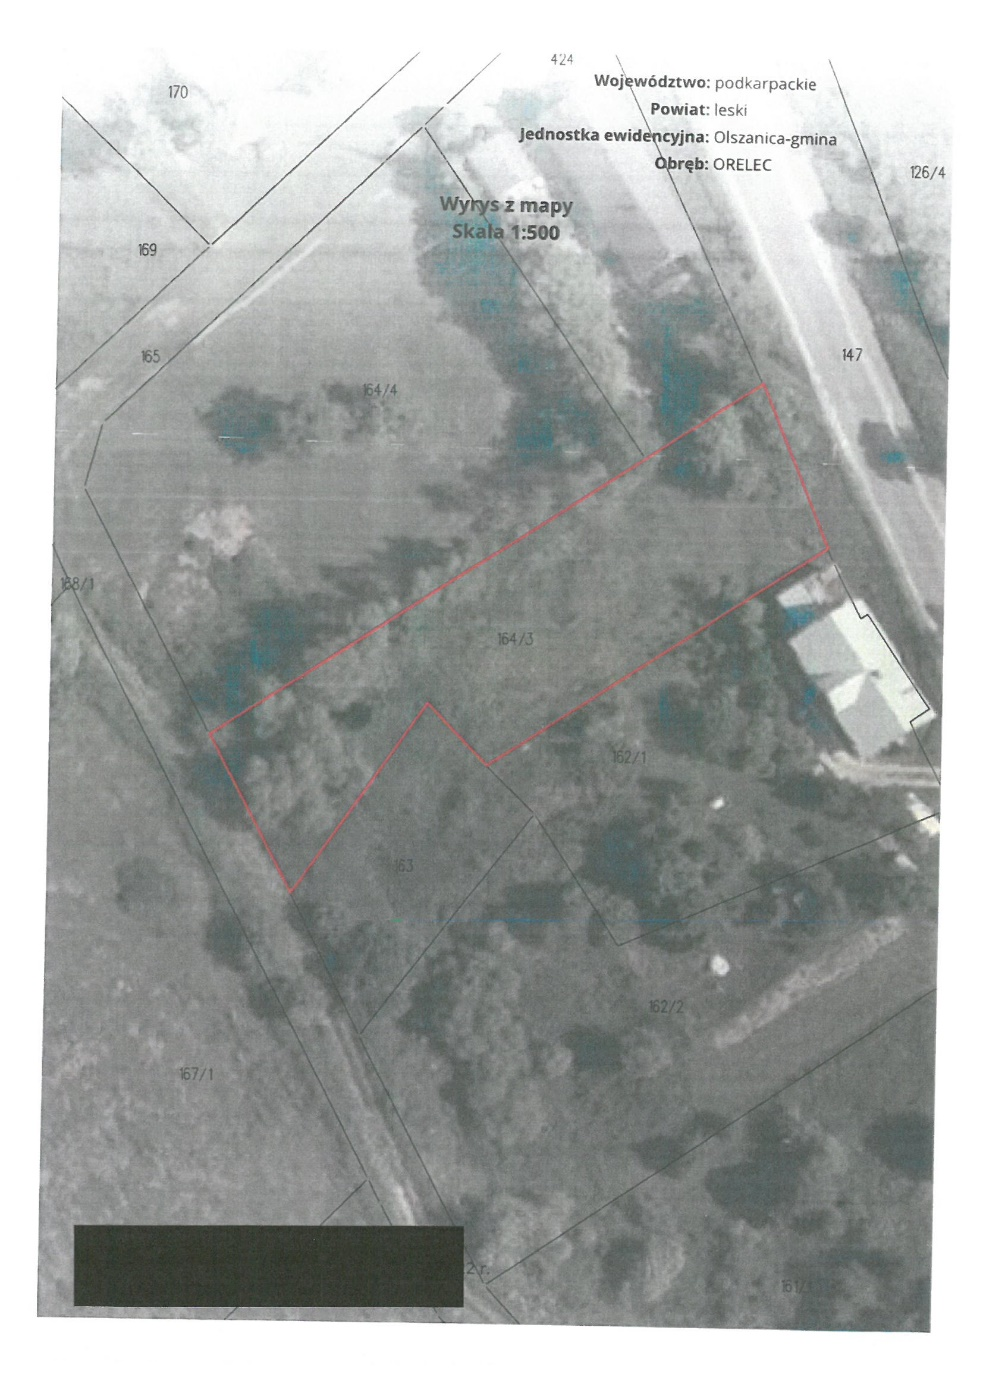 424
170
Województwo: podkarpackie
Powiat: leski
Jednostka ewidencyjna: Olszanica-gmina
Obręb: ORELEC
126/4
Wyrys z mapy
Skala 1:500
169
165
147
164/4
168/1
164/3
162/1
163
162/2
167/1
2 r.